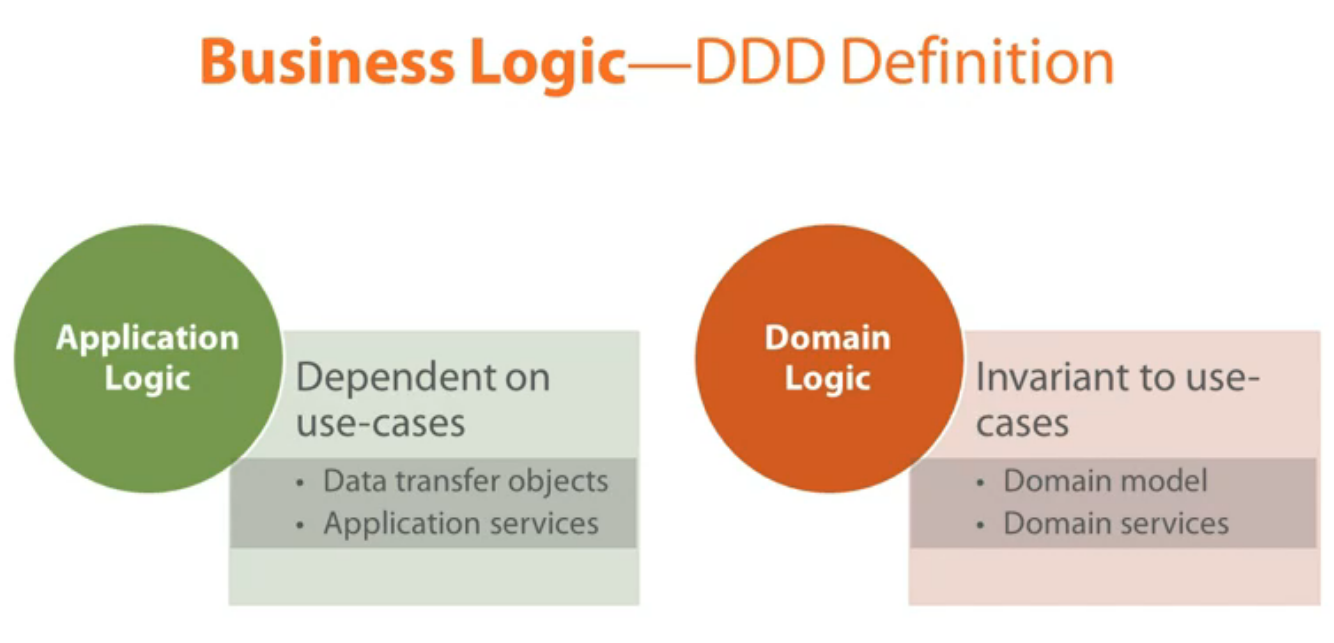 Business Logic—DDD Definition
Application
Logic
Dependent on
use-cases
• Data transfer objects
• Application services
Domain
Logic
Invariant to use-
cases
• Domain model
• Domain services